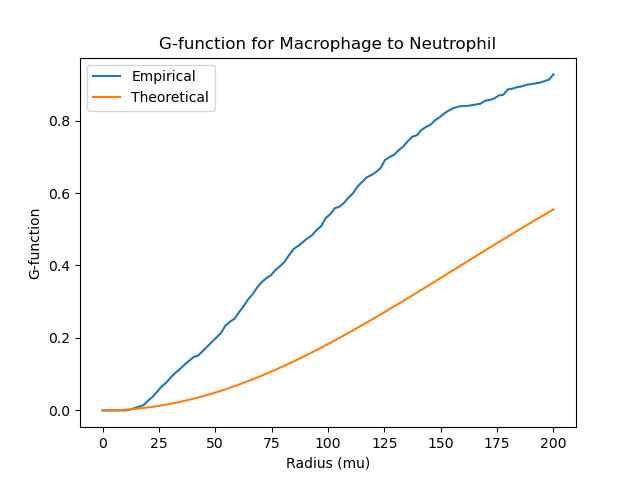 G-function for Macrophage to Neutrophil
Empirical
Theoretical
0.8
0.6
0.4
0.2
0.0
G-function
0 25 50 75 100 125 150 175 200
Radius (mu)